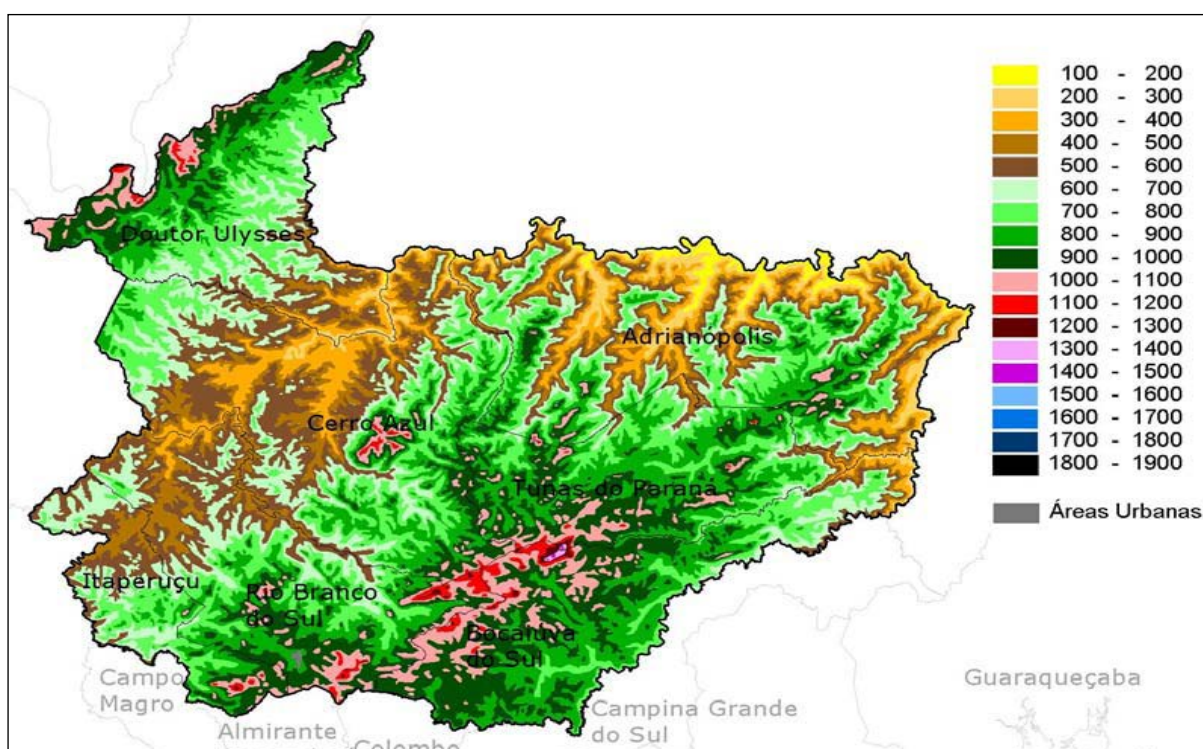 100 - 200
200 - 300
300 - 400
400 - 500
500 - 600
600 - 700
700 - 800
800 - 900
900 - 1000
1000 - 1100
1100 - 1200
1200 - 1300
1300 - 1400
1400 - 1500
1500 - 1600
1600 - 1700
1700 - 1800
1800 - 1900
Áreas Urbanas
Doutor Ulysses
Adrianópolis
Cerro Azul
Tunas do Paraná
Itaperuçu
Rio Branco
do Sul
Bocaiuva
do Sul
Campo
Magro
Almirante
Colombo
Campina Grande
do Sul
Guaraqueçaba